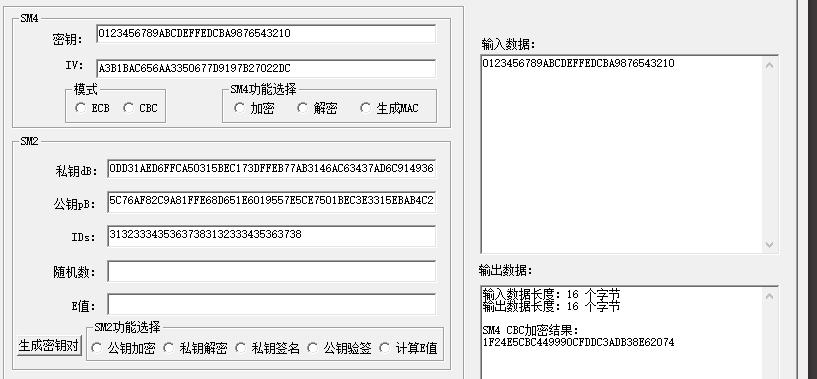 SM4
密钥: 0123456789ABCDEFFEDCBA9876543210
IV: A3B1BAC656AA3350677D9197B27022DC
模式
ECB CBC
SM4功能选择
加密 解密 生成MAC
SM2
私钥dB: 0DD31AED6FFCA50315BEC173DFFEB77AB3146AC63437AD6C914936
公钥pB: 5C76AF82C9A81FFE68D651E6019557E5CE7501BEC3E3315EBAB4C2
IDs: 31323334353637383132333435363738
随机数:
E值:
生成密钥对
SM2功能选择
公钥加密 私钥解密 私钥签名 公钥验签 计算E值
输入数据:
0123456789ABCDEFFEDCBA9876543210
输出数据:
输入数据长度: 16 个字节
输出数据长度: 16 个字节
SM4 CBC加密结果:
1F24E5CBC449990CFDDC3ADB38E62074